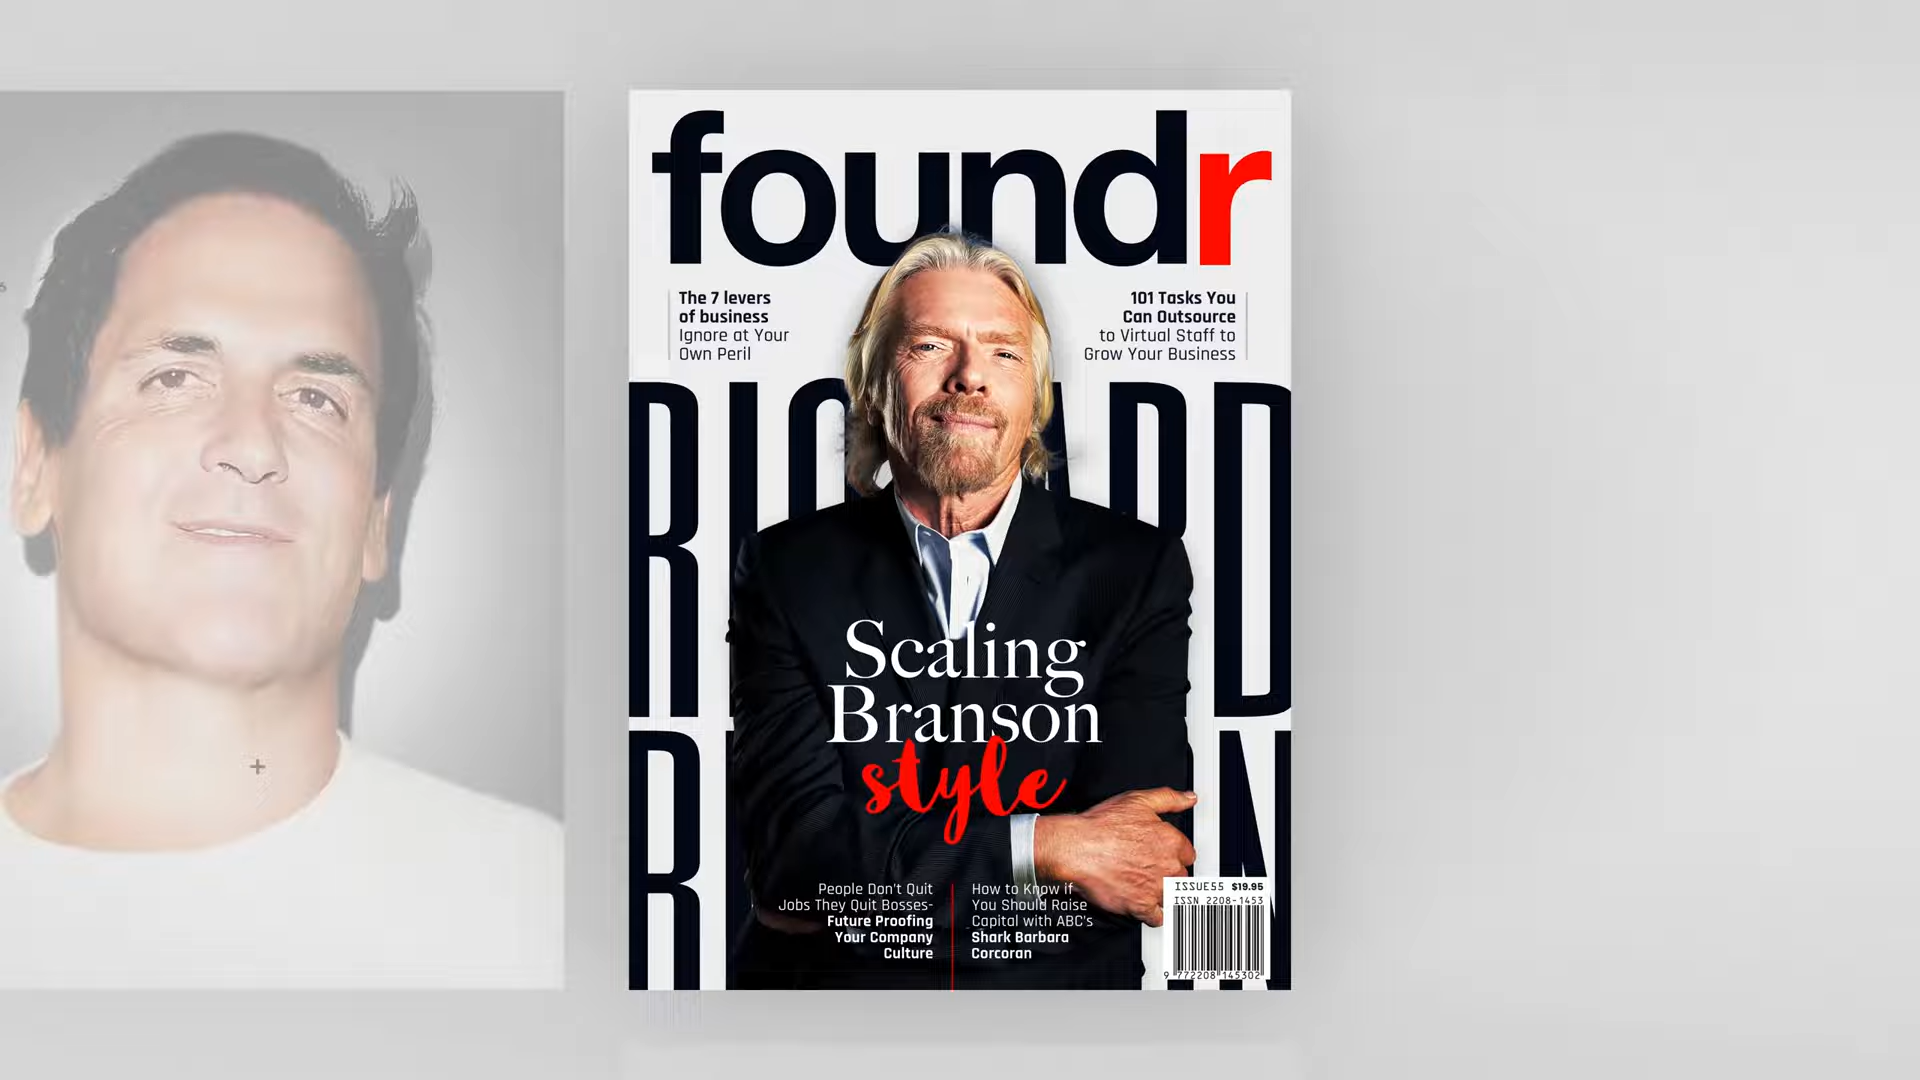 foundr
The 7 levers
of business
Ignore at Your
Own Peril
101 Tasks You
Can Outsource
to Virtual Staff to
Grow Your Business
Scaling
Branson
style
People Don't Quit
Jobs They Quit Bosses-
Future Proofing
Your Company
Culture
How to Know if
You Should Raise
Capital with ABC's
Shark Barbara
Corcoran
ISSUE55 $19.95
ISSN 2208-1453
9 772208 145302